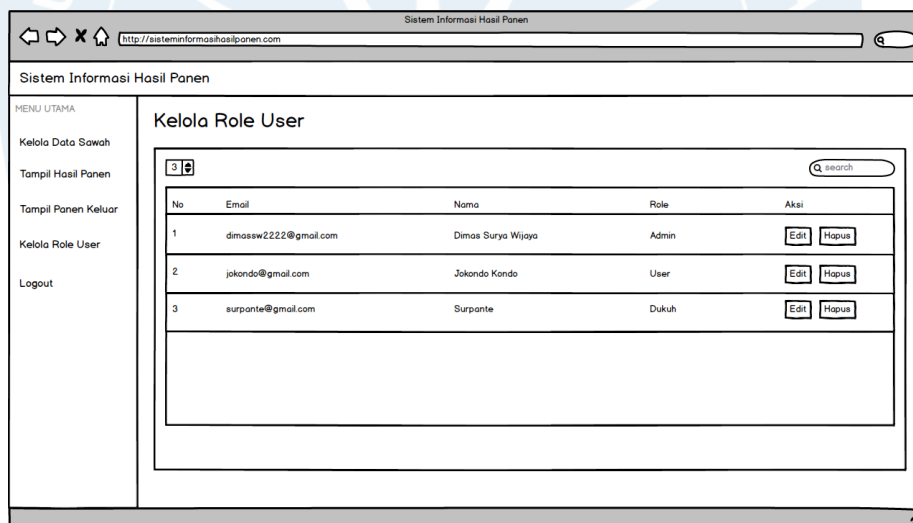 Sistem Informasi Hasil Panen
http://sisteminformasihasilpanen.com
Sistem Informasi Hasil Panen
MENU UTAMA
Kelola Data Sawah
Tampil Hasil Panen
Tampil Panen Keluar
Kelola Role User
Logout
Kelola Role User
3
search
No Email Nama Role Aksi
1 dimassw2222@gmail.com Dimas Surya Wijaya Admin Edit Hapus
2 jokondo@gmail.com Jokondo Kondo User Edit Hapus
3 surpante@gmail.com Surpante Dukuh Edit Hapus